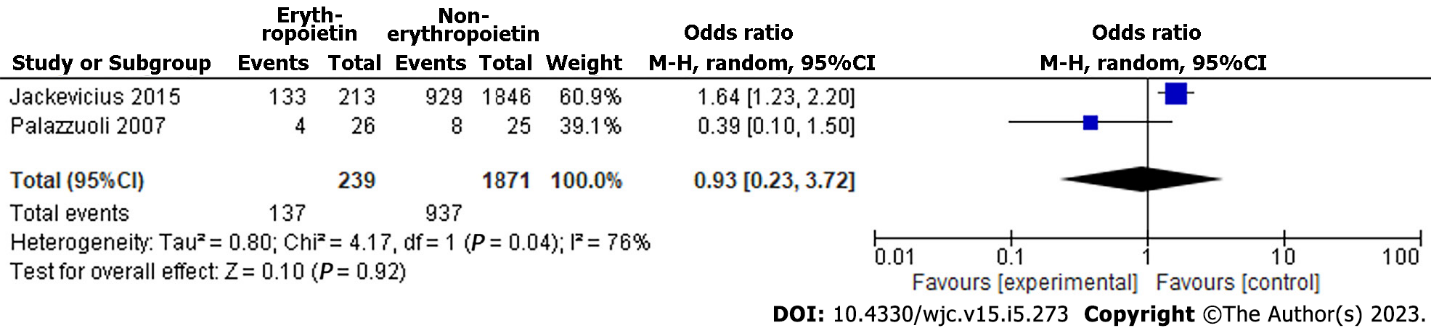 Eryth- Non-
ropoietin erythropoietin Odds ratio Odds ratio
Study or Subgroup Events Total Events Total Weight M-H, random, 95%CI M-H, random, 95%CI
Jackevicius 2015 133 213 929 1846 60.9% 1.64 [1.23, 2.20]
Palazzuoli 2007 4 26 8 25 39.1% 0.39 [0.10, 1.50]
Total (95%CI) 239 1871 100.0% 0.93 [0.23, 3.72]
Total events 137 937
Heterogeneity: Tau² = 0.80; Chi² = 4.17, df = 1 (P = 0.04); I² = 76%
Test for overall effect: Z = 0.10 (P = 0.92)
0.01 0.1 1 10 100
Favours [experimental] Favours [control]
DOI: 10.4330/wjc.v15.i5.273 Copyright ©The Author(s) 2023.